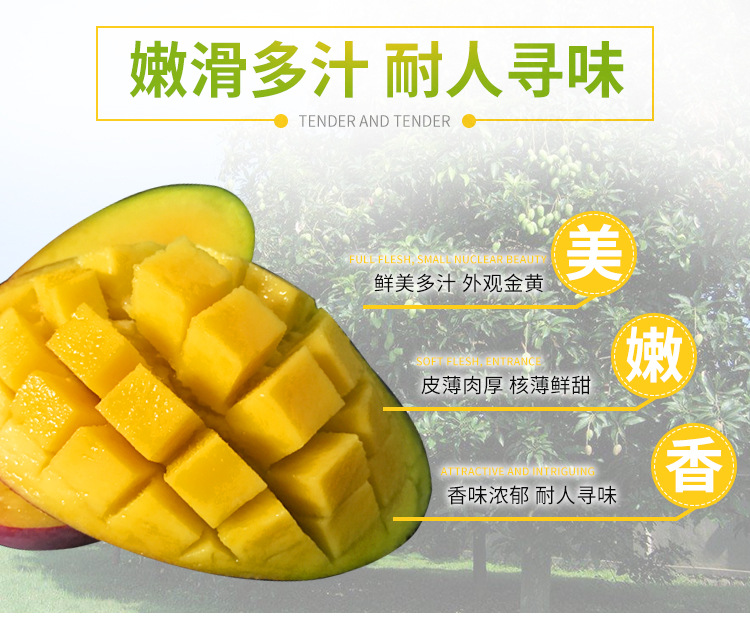 嫩滑多汁 耐人寻味
TENDER AND TENDER
美
FULL FLESH, SMALL NUCLEAR BEAUTY
鲜美多汁 外观金黄
嫩
SOFT FLESH, ENTRANCE
皮薄肉厚 核薄鲜甜
香
ATTRACTIVE AND INTRIGUING
香味浓郁 耐人寻味